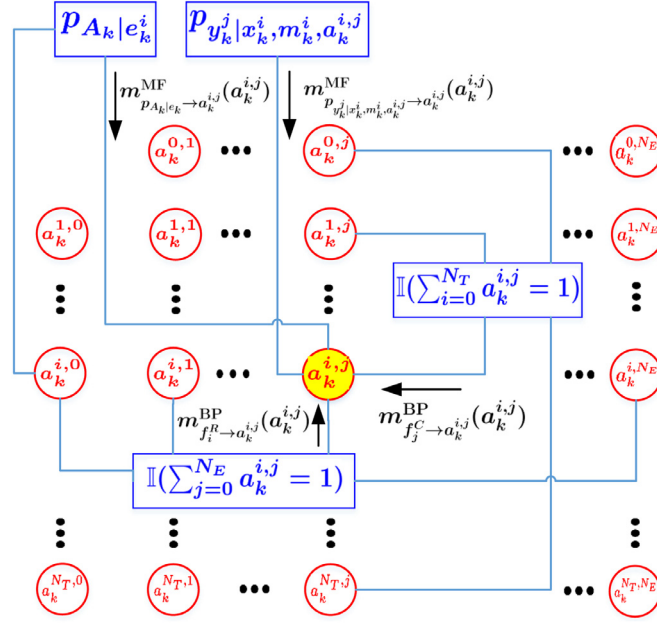 p_{A_k|e_k^i} p_{y_k^j|x_k^i,m_k^i,a_k^{i,j}}
m^{MF}_{p_{A_k|e_k}→a_k^{i,j}}(a_k^{i,j}) m^{MF}_{p_{y_k^j|x_k^i,m_k^i,a_k^{i,j}}→a_k^{i,j}}(a_k^{i,j})
a_k^{0,1} ••• a_k^{0,j} ••• a_k^{0,N_E}
a_k^{1,0} a_k^{1,1} ••• a_k^{1,j} ••• a_k^{1,N_E}
𝕀(∑_{i=0}^{N_T} a_k^{i,j} = 1)
a_k^{i,0} a_k^{i,1} ••• a_k^{i,j} ••• a_k^{i,N_E}
m^{BP}_{f_i^R→a_k^{i,j}}(a_k^{i,j}) m^{BP}_{f_j^C→a_k^{i,j}}(a_k^{i,j})
𝕀(∑_{j=0}^{N_E} a_k^{i,j} = 1)
a_k^{N_T,0} a_k^{N_T,1} ••• a_k^{N_T,j} ••• a_k^{N_T,N_E}